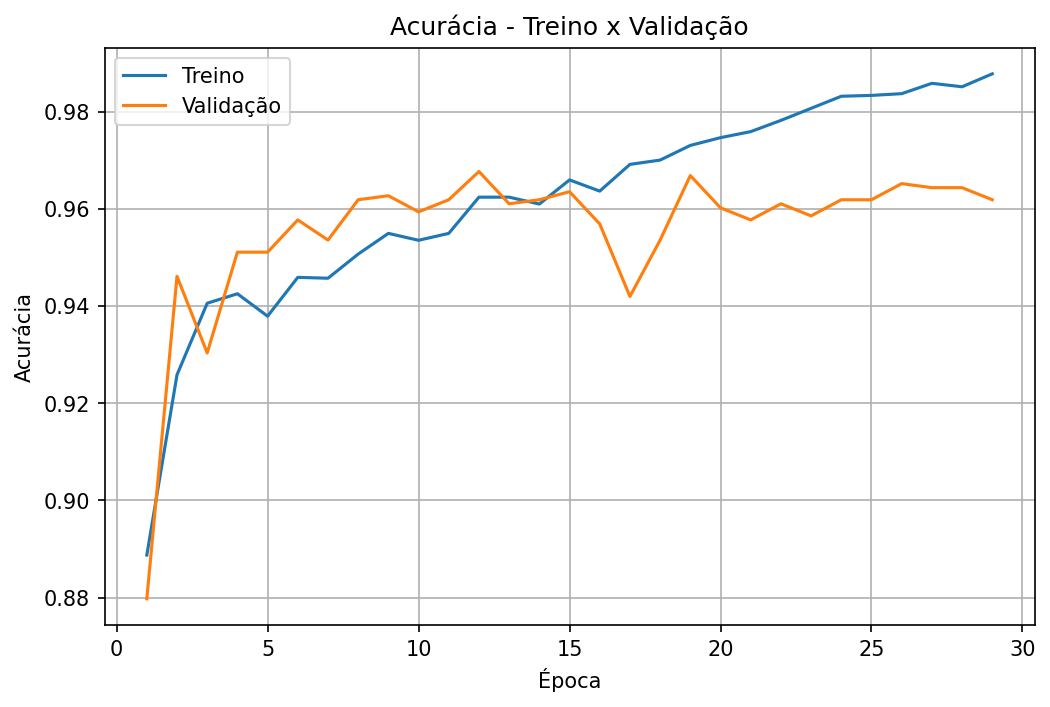 Acurácia - Treino x Validação
Treino
Validação
0.98
0.96
0.94
0.92
0.90
0.88
Acurácia
0 5 10 15 20 25 30
Época